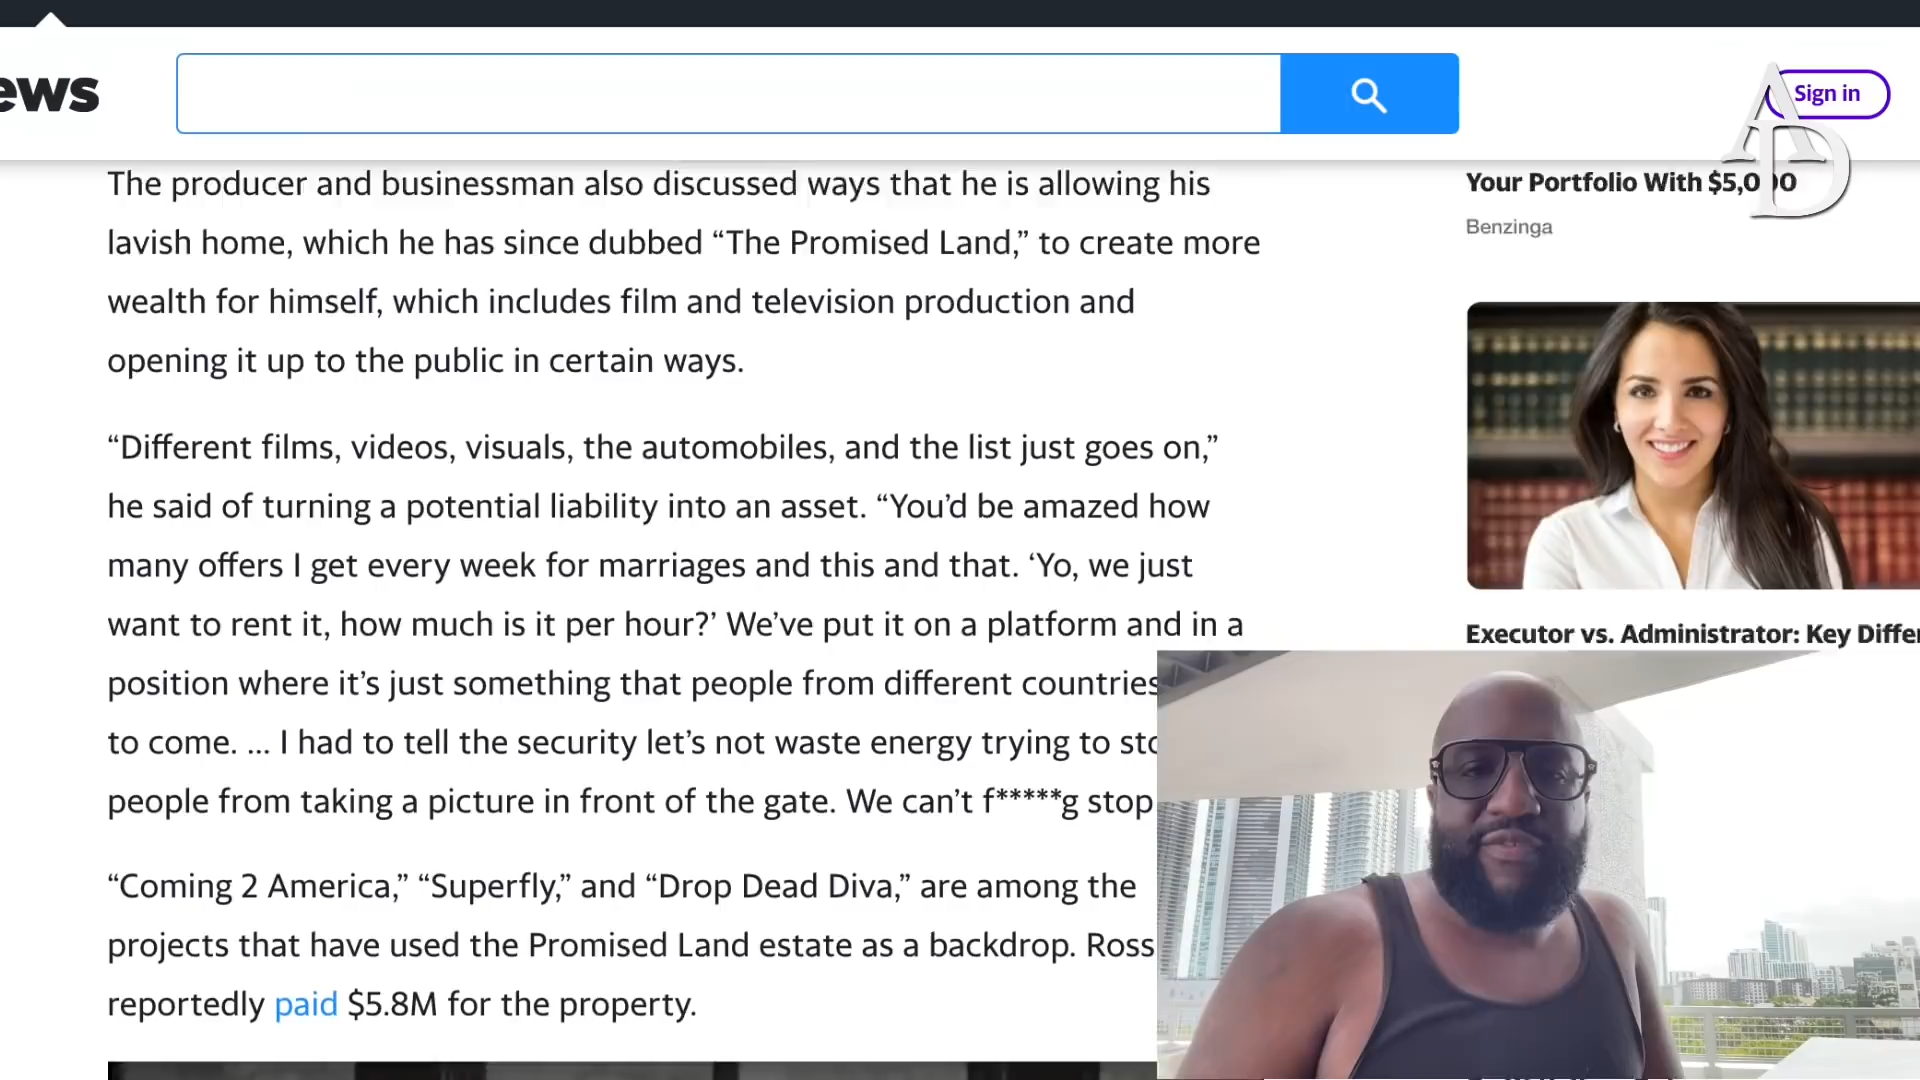 ews
Sign in
The producer and businessman also discussed ways that he is allowing his
lavish home, which he has since dubbed “The Promised Land,” to create more
wealth for himself, which includes film and television production and
opening it up to the public in certain ways.
“Different films, videos, visuals, the automobiles, and the list just goes on,”
he said of turning a potential liability into an asset. “You’d be amazed how
many offers I get every week for marriages and this and that. ‘Yo, we just
want to rent it, how much is it per hour?’ We’ve put it on a platform and in a
position where it’s just something that people from different countries
to come. ... I had to tell the security let’s not waste energy trying to
people from taking a picture in front of the gate. We can’t f*****g stop
“Coming 2 America,” “Superfly,” and “Drop Dead Diva,” are among the
projects that have used the Promised Land estate as a backdrop. Ross
reportedly paid $5.8M for the property.
Your Portfolio With $5,000
Benzinga
Executor vs. Administrator: Key
AD